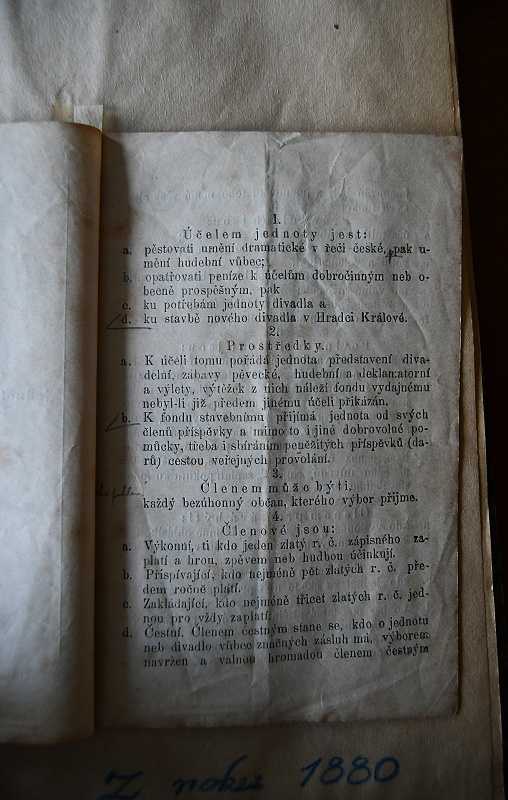 I.
Účelem jednoty jest:
a. pěstovati umění dramatické v řeči české, pak u-
mění hudební vůbec;
b. opatřovati peníze k účelům dobročinným neb o-
becně prospěšným, pak
c. ku potřebám jednoty divadla a
d. ku stavbě nového divadla v Hradci Králové.
2.
Prostředky.
a. K účeli tomu pořádá jednota představení diva-
delní, zábavy pěvecké, hudební a deklamatorní
a výlety, výtěžek z nich náleží fondu vydajnému
nebyl-li již předem jinému účeli přikázán.
b. K fondu stavebnímu přijímá jednota od svých
členů příspěvky a mimo to i jiné dobrovolné po-
můcky, třeba i sbíráním peněžitých příspěvků (da-
rů) cestou veřejných provolání.
3.
Členem může býti,
každý bezúhonný občan, kterého výbor přijme.
4.
Členové jsou:
a. Výkonní, ti kdo jeden zlatý r. č. zápisného za-
platí a hrou, zpěvem neb hudbou účinkují.
b. Přispívající, kdo nejméně pět zlatých r. č. pře-
dem ročně platí.
c. Zakládající, kdo nejméně třicet zlatých r. č. jed-
nou pro vždy zaplatí.
d. Čestní. Členem čestným stane se, kdo o jednotu
neb divadlo vůbec značných zásluh má, výborem
navržen a valnou hromadou členem čestným
Z roku 1880